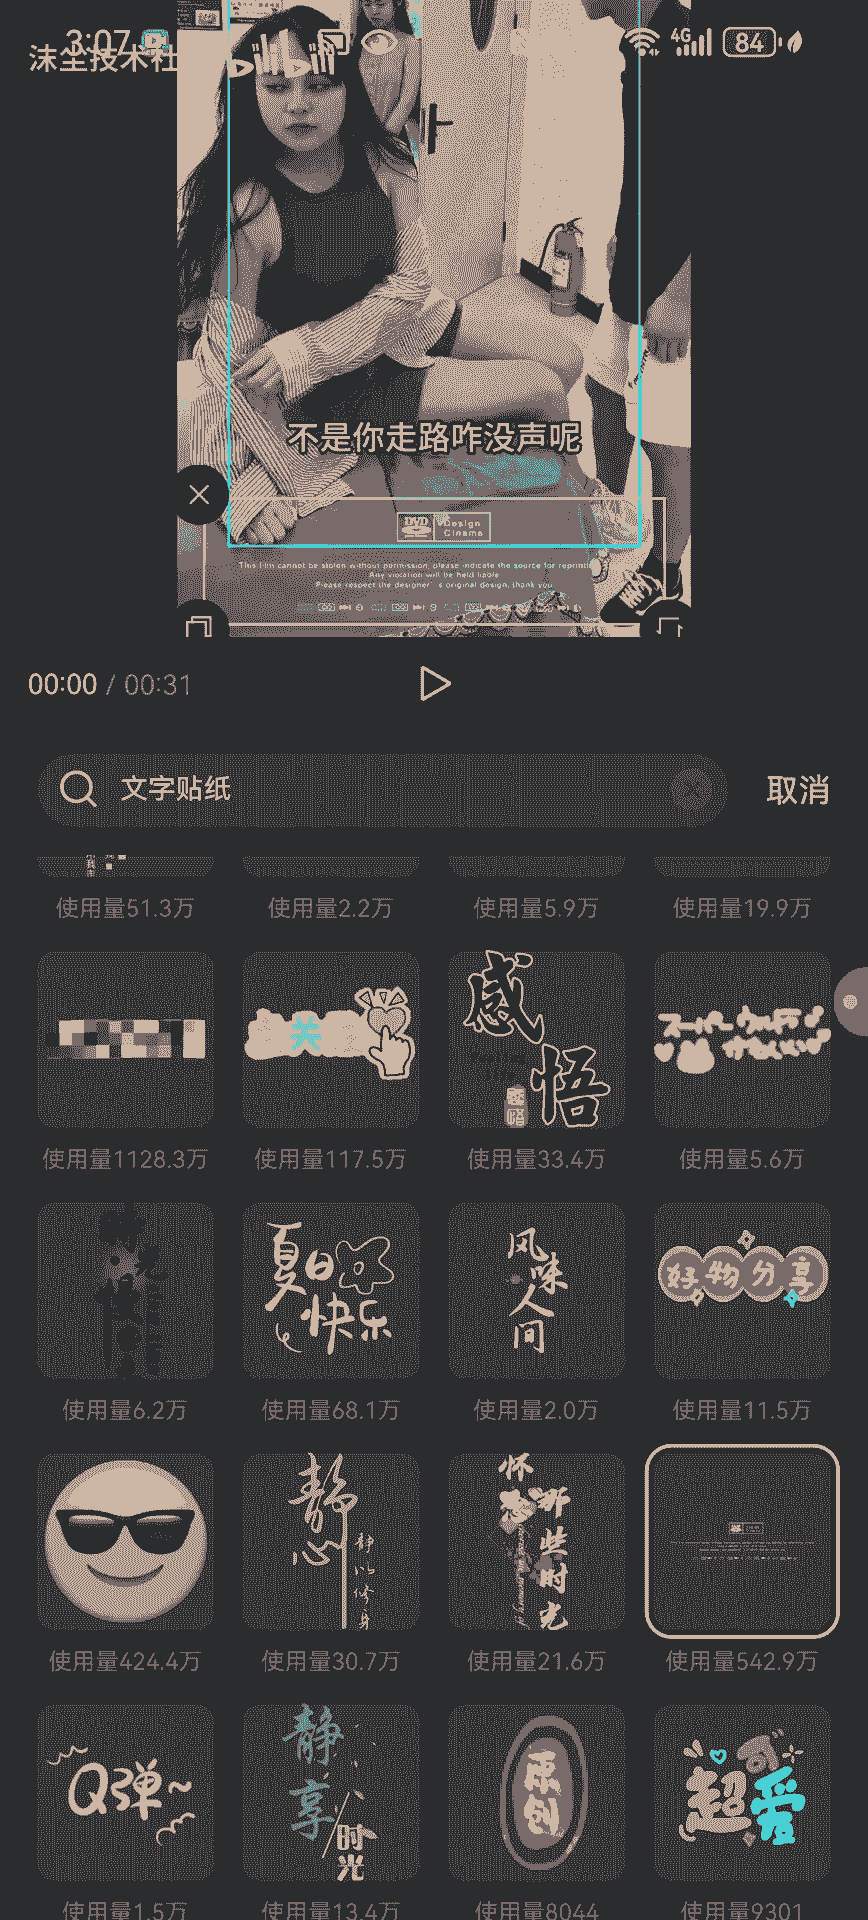 3:07
4G
84
沫尘技术社
bilibili
不是你走路咋没声呢
DVD Design
Cinema
This film cannot be stolen without permission, please indicate the source for reprinti
Any violation will be held liable
Please respect the designer's original design, thank you
00:00 / 00:31
文字贴纸
取消
使用量51.3万
使用量2.2万
使用量5.9万
使用量19.9万
关
感悟
使用量1128.3万
使用量117.5万
使用量33.4万
使用量5.6万
夏日快乐
风味人间
好物分享
使用量6.2万
使用量68.1万
使用量2.0万
使用量11.5万
静心
静以修身
怀念那些时光
使用量424.4万
使用量30.7万
使用量21.6万
使用量542.9万
Q弹~
静享时光
原创
可
超爱
使用量1.5万
使用量13.4万
使用量8044
使用量9301